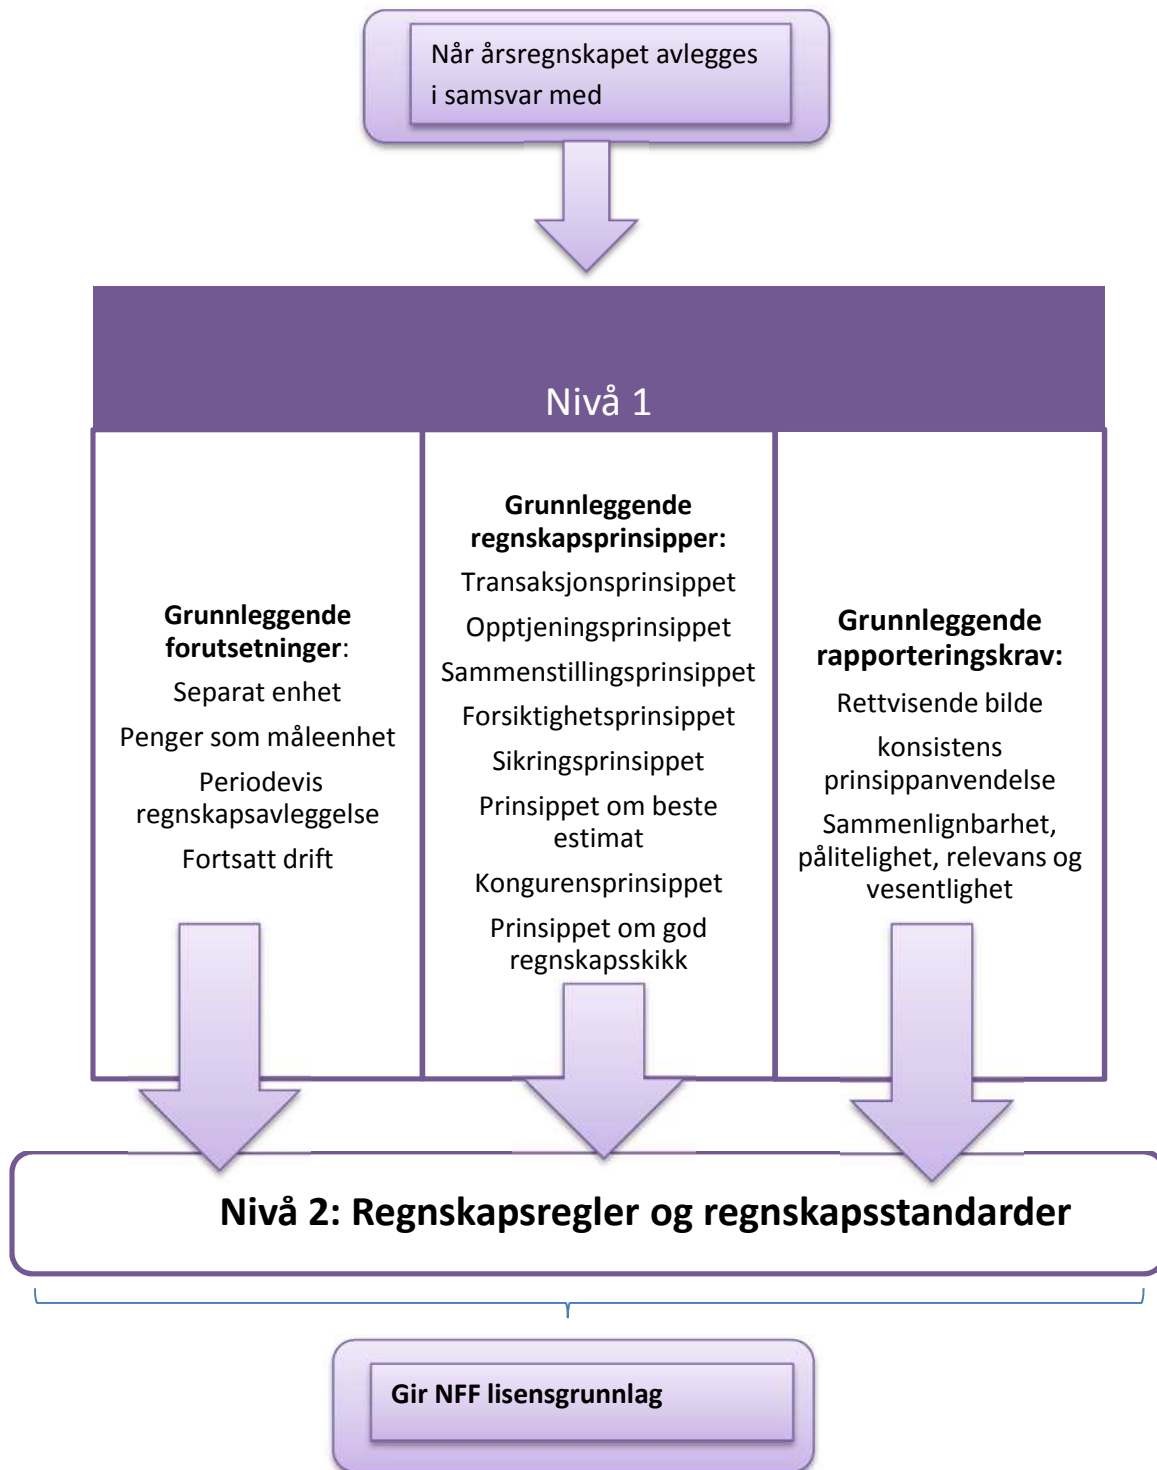 Når årsregnskapet avlegges
i samsvar med
Nivå 1
Grunnleggende
forutsetninger:
Separat enhet
Penger som måleenhet
Periodevis
regnskapsavleggelse
Fortsatt drift
Grunnleggende
regnskapsprinsipper:
Transaksjonsprinsippet
Opptjeningsprinsippet
Sammenstillingsprinsippet
Forsiktighetsprinsippet
Sikringsprinsippet
Prinsippet om beste
estimat
Kongurensprinsippet
Prinsippet om god
regnskapsskikk
Grunnleggende
rapporteringskrav:
Rettvisende bilde
konsistens
prinsippanvendelse
Sammenlignbarhet,
pålitelighet, relevans og
vesentlighet
Nivå 2: Regnskapsregler og regnskapsstandarder
Gir NFF lisensgrunnlag